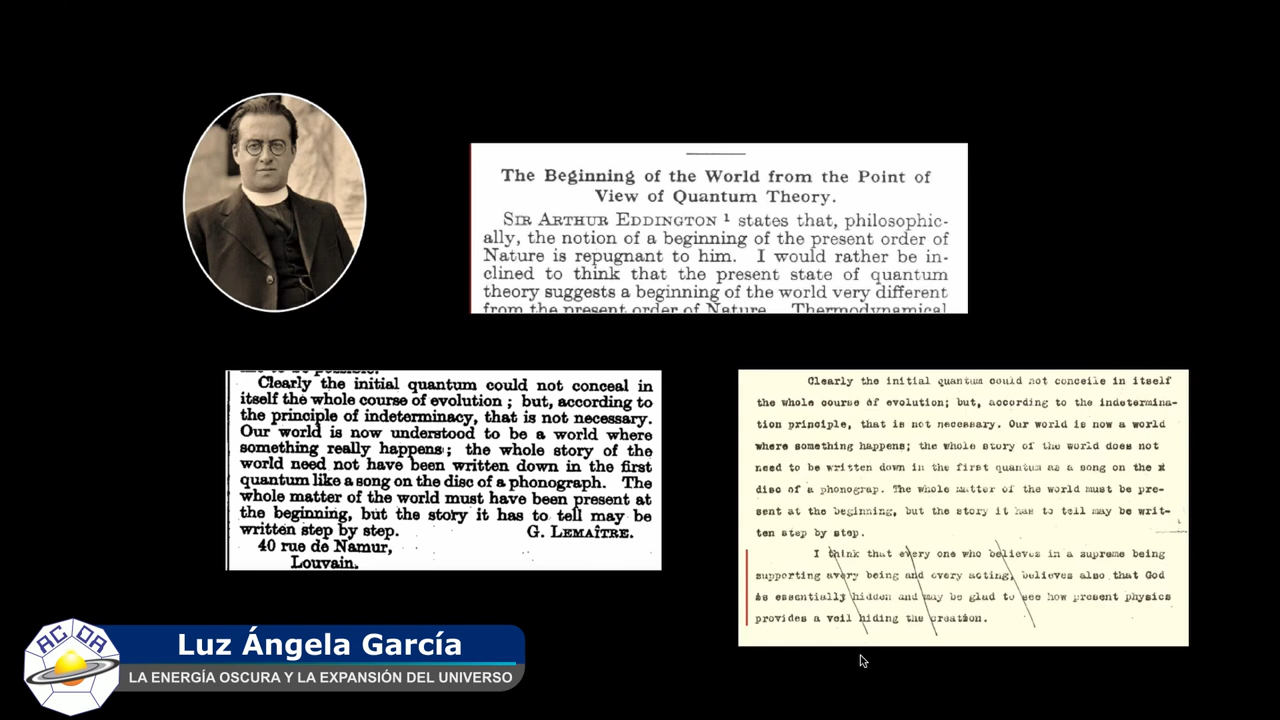 The Beginning of the World from the Point of
View of Quantum Theory.
SIR ARTHUR EDDINGTON ¹ states that, philosophic-
ally, the notion of a beginning of the present order of
Nature is repugnant to him. I would rather be in-
clined to think that the present state of quantum
theory suggests a beginning of the world very different
from the present order of Nature. Thermodynamical
Clearly the initial quantum could not conceal in
itself the whole course of evolution ; but, according to
the principle of indeterminacy, that is not necessary.
Our world is now understood to be a world where
something really happens ; the whole story of the
world need not have been written down in the first
quantum like a song on the disc of a phonograph. The
whole matter of the world must have been present at
the beginning, but the story it has to tell may be
written step by step. G. LEMAÎTRE.
40 rue de Namur,
Louvain.
Clearly the initial quantum could not conceile in itself
the whole course of evolution; but, according to the indetermina-
tion principle, that is not necessary. Our world is now a world
where something happens; the whole story of the world does not
need to be written down in the first quantum as a song on the x
disc of a phonograp. The whole matter of the world must be pre-
sent at the beginning, but the story it has to tell may be writ-
ten step by step.
I think that every one who believes in a supreme being
supporting avery being and every acting, believes also that God
is essentially hidden and may be glad to see how present physics
provides a veil hiding the creation.
ACDA
Luz Ángela García
LA ENERGÍA OSCURA Y LA EXPANSIÓN DEL UNIVERSO